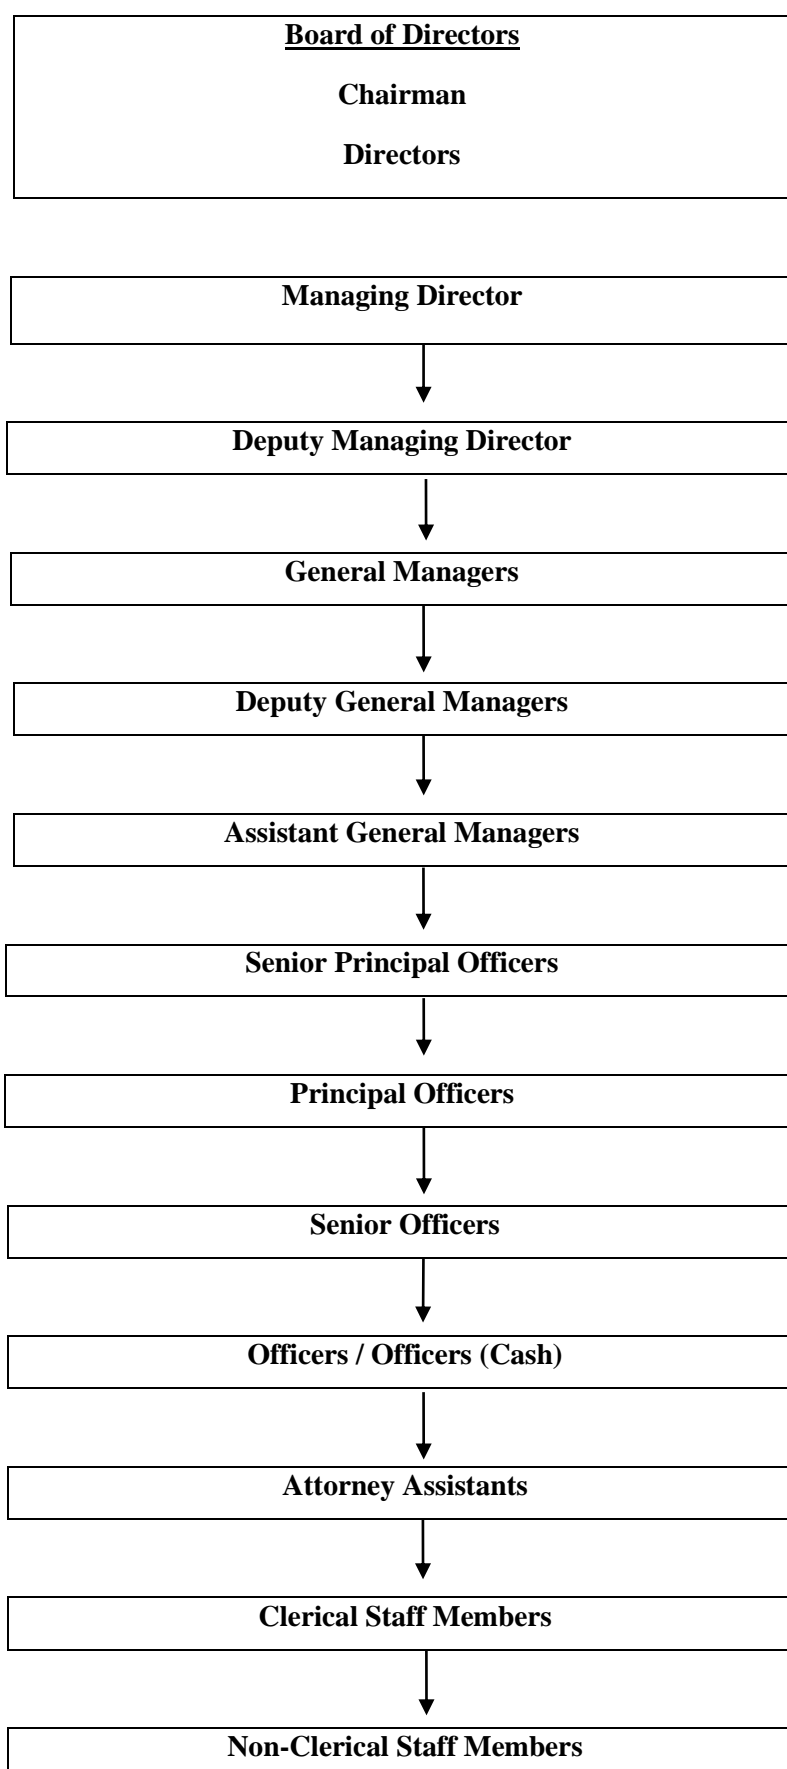 Board of Directors
Chairman
Directors
Managing Director
Deputy Managing Director
General Managers
Deputy General Managers
Assistant General Managers
Senior Principal Officers
Principal Officers
Senior Officers
Officers / Officers (Cash)
Attorney Assistants
Clerical Staff Members
Non-Clerical Staff Members